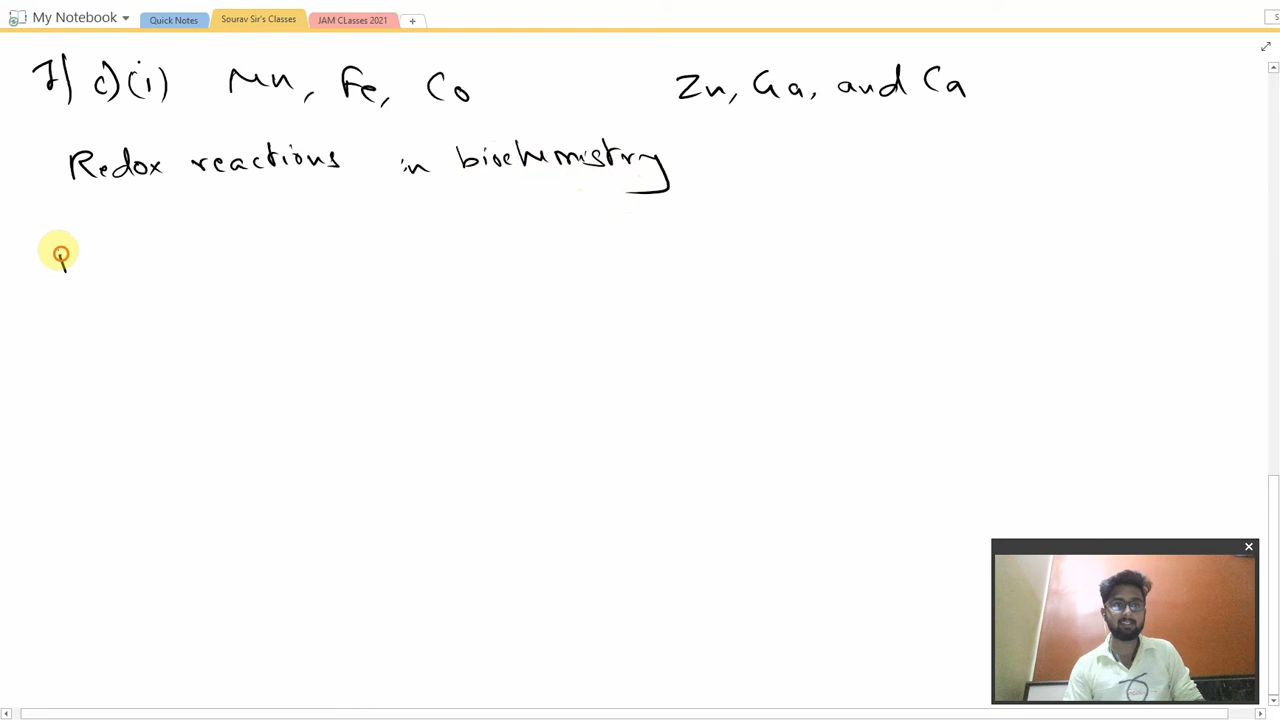 My Notebook
Quick Notes
Sourav Sir's Classes
JAM CLasses 2021
7) c)(i) Mn, Fe, Co Zn, Ga, and Ca
Redox reactions in biochemistry